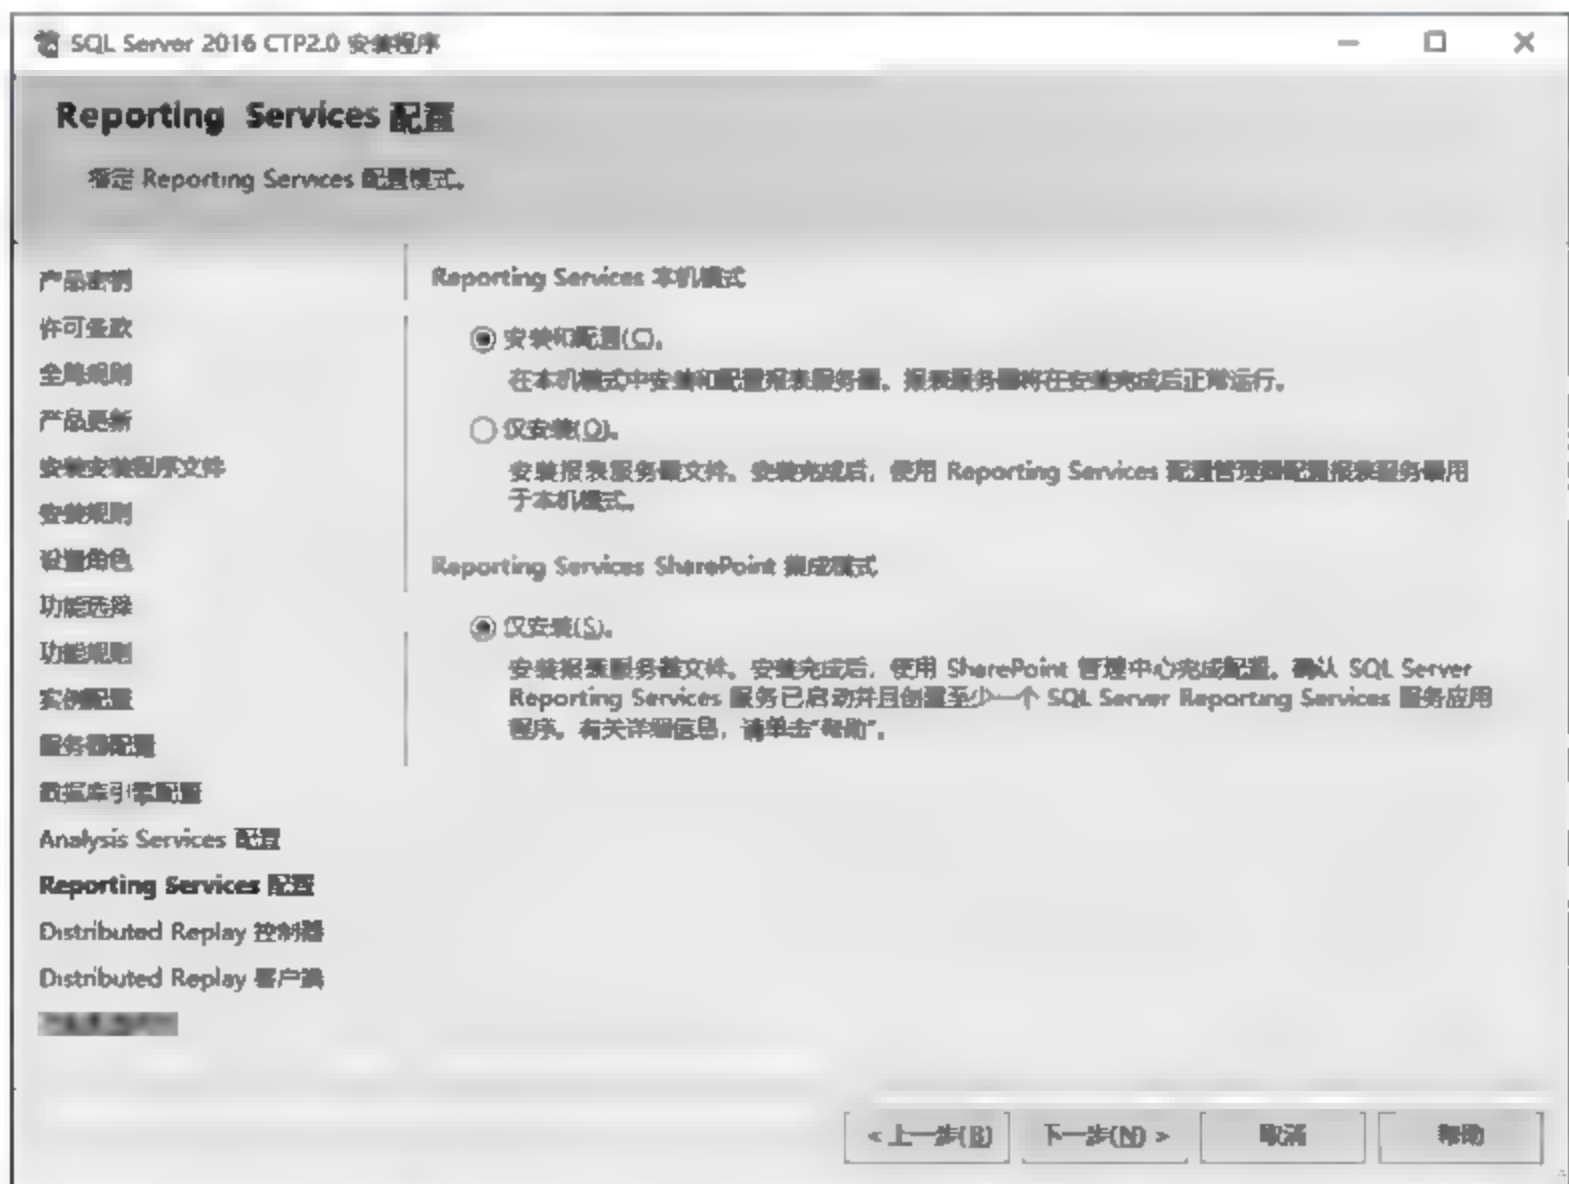 SQL Server 2016 CTP2.0 安装程序
Reporting Services 配置
指定 Reporting Services 配置模式。
产品密钥
许可条款
全局规则
产品更新
安装安装程序文件
安装规则
设置角色
功能选择
功能规则
实例配置
服务器配置
数据库引擎配置
Analysis Services 配置
Reporting Services 配置
Distributed Replay 控制器
Distributed Replay 客户端
Reporting Services 本机模式
安装和配置(C)。
在本机模式中安装和配置报表服务器。报表服务器将在安装完成后正常运行。
仅安装(O)。
安装报表服务器文件。安装完成后，使用 Reporting Services 配置管理器配置报表服务器用
于本机模式。
Reporting Services SharePoint 集成模式
仅安装(S)。
安装报表服务器文件。安装完成后，使用 SharePoint 管理中心完成配置。确认 SQL Server
Reporting Services 服务已启动并且创建至少一个 SQL Server Reporting Services 服务应用
程序。有关详细信息，请单击“帮助”。
< 上一步(B)
下一步(N) >
取消
帮助